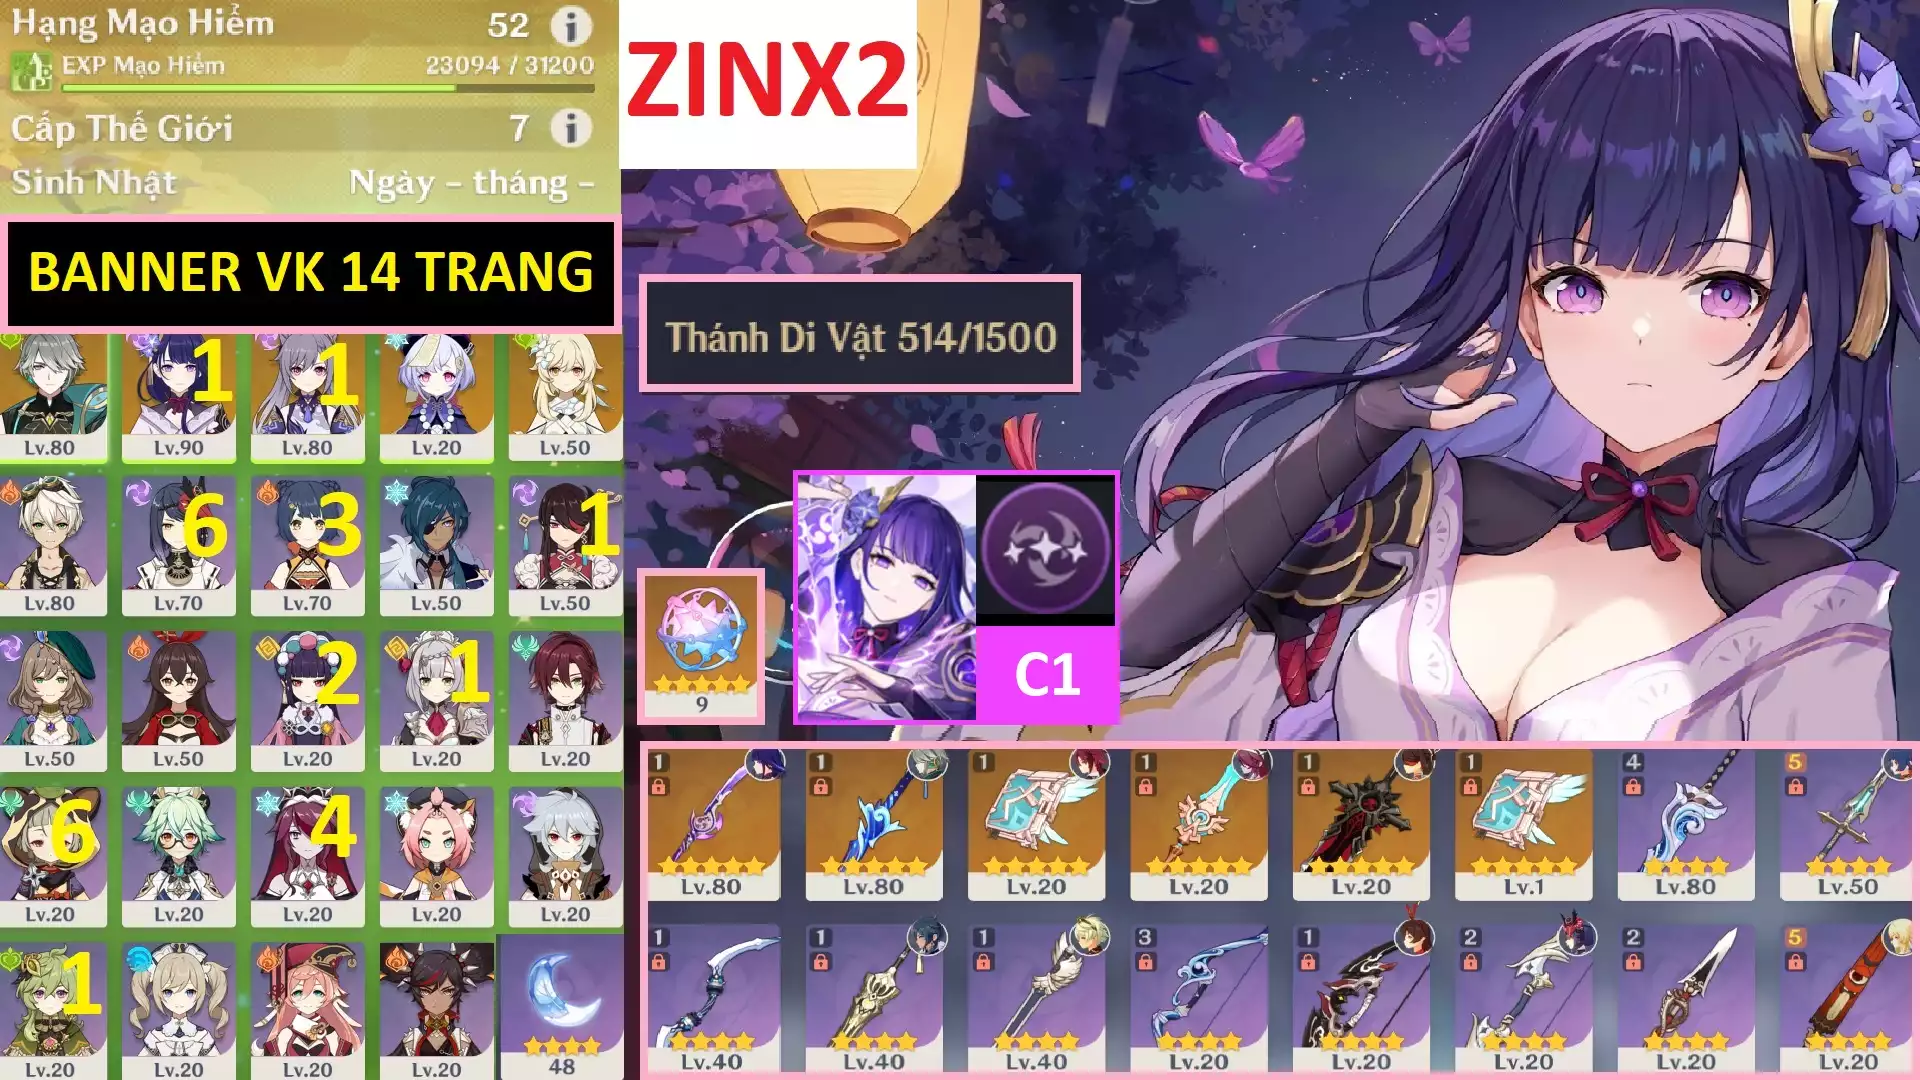 Hạng Mạo Hiểm 52
EXP Mạo Hiểm 23094 / 31200
Cấp Thế Giới 7
Sinh Nhật Ngày - tháng -
ZINX2
BANNER VK 14 TRANG
Thánh Di Vật 514/1500
1 1
Lv.80 Lv.90 Lv.80 Lv.20 Lv.50
6 3 1
Lv.80 Lv.70 Lv.70 Lv.50 Lv.50
2 1
Lv.50 Lv.50 Lv.20 Lv.20 Lv.20
6 4
Lv.20 Lv.20 Lv.20 Lv.20 Lv.20
1
Lv.20 Lv.20 Lv.20 Lv.20 48
9
C1
1 1 1 1 1 1 4 5
Lv.80 Lv.80 Lv.20 Lv.20 Lv.20 Lv.1 Lv.80 Lv.50
1 1 1 3 1 2 2 5
Lv.40 Lv.40 Lv.40 Lv.20 Lv.20 Lv.20 Lv.20 Lv.20